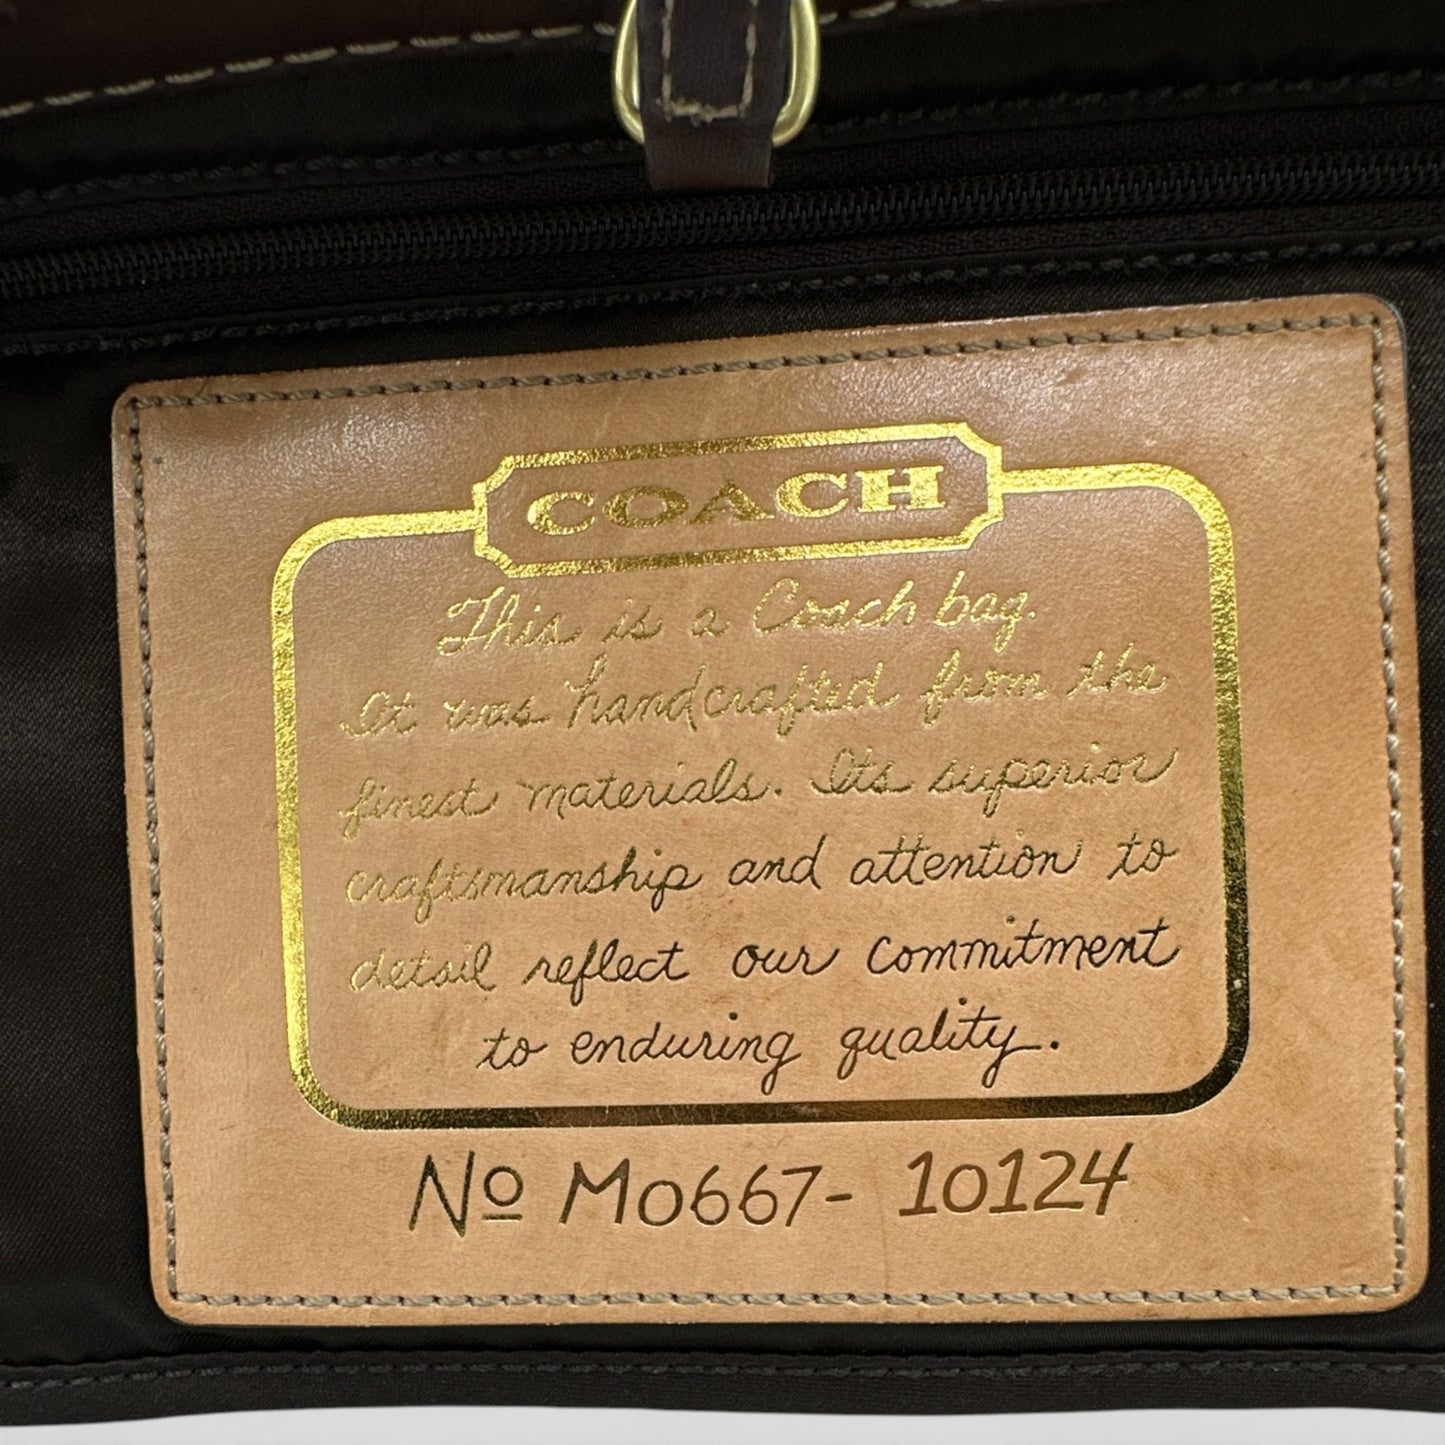 COACH
This is a Coach bag.
It was handcrafted from the
finest materials. Its superior
craftsmanship and attention to
detail reflect our commitment
to enduring quality.
No M0667- 10124